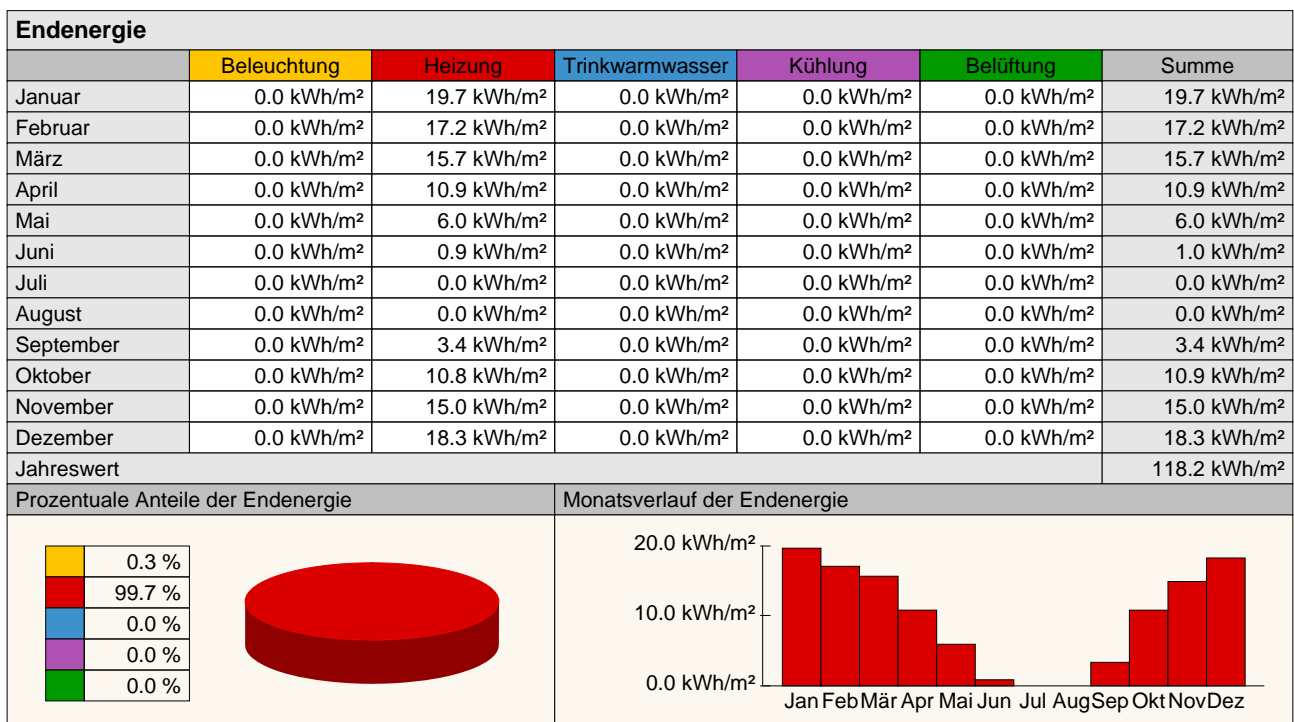 Endenergie
Beleuchtung Heizung Trinkwarmwasser Kühlung Belüftung Summe
Januar 0.0 kWh/m² 19.7 kWh/m² 0.0 kWh/m² 0.0 kWh/m² 0.0 kWh/m² 19.7 kWh/m²
Februar 0.0 kWh/m² 17.2 kWh/m² 0.0 kWh/m² 0.0 kWh/m² 0.0 kWh/m² 17.2 kWh/m²
März 0.0 kWh/m² 15.7 kWh/m² 0.0 kWh/m² 0.0 kWh/m² 0.0 kWh/m² 15.7 kWh/m²
April 0.0 kWh/m² 10.9 kWh/m² 0.0 kWh/m² 0.0 kWh/m² 0.0 kWh/m² 10.9 kWh/m²
Mai 0.0 kWh/m² 6.0 kWh/m² 0.0 kWh/m² 0.0 kWh/m² 0.0 kWh/m² 6.0 kWh/m²
Juni 0.0 kWh/m² 0.9 kWh/m² 0.0 kWh/m² 0.0 kWh/m² 0.0 kWh/m² 1.0 kWh/m²
Juli 0.0 kWh/m² 0.0 kWh/m² 0.0 kWh/m² 0.0 kWh/m² 0.0 kWh/m² 0.0 kWh/m²
August 0.0 kWh/m² 0.0 kWh/m² 0.0 kWh/m² 0.0 kWh/m² 0.0 kWh/m² 0.0 kWh/m²
September 0.0 kWh/m² 3.4 kWh/m² 0.0 kWh/m² 0.0 kWh/m² 0.0 kWh/m² 3.4 kWh/m²
Oktober 0.0 kWh/m² 10.8 kWh/m² 0.0 kWh/m² 0.0 kWh/m² 0.0 kWh/m² 10.9 kWh/m²
November 0.0 kWh/m² 15.0 kWh/m² 0.0 kWh/m² 0.0 kWh/m² 0.0 kWh/m² 15.0 kWh/m²
Dezember 0.0 kWh/m² 18.3 kWh/m² 0.0 kWh/m² 0.0 kWh/m² 0.0 kWh/m² 18.3 kWh/m²
Jahreswert 118.2 kWh/m²
Prozentuale Anteile der Endenergie
0.3 %
99.7 %
0.0 %
0.0 %
0.0 %
Monatsverlauf der Endenergie
20.0 kWh/m²
10.0 kWh/m²
0.0 kWh/m²
Jan Feb Mär Apr Mai Jun Jul Aug Sep Okt Nov Dez